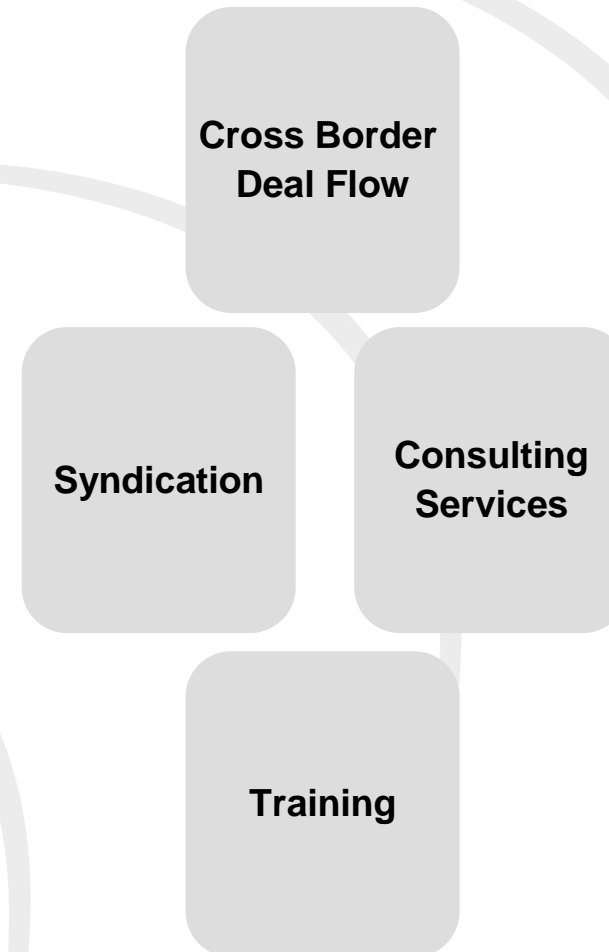 Cross Border
Deal Flow
Syndication
Consulting
Services
Training